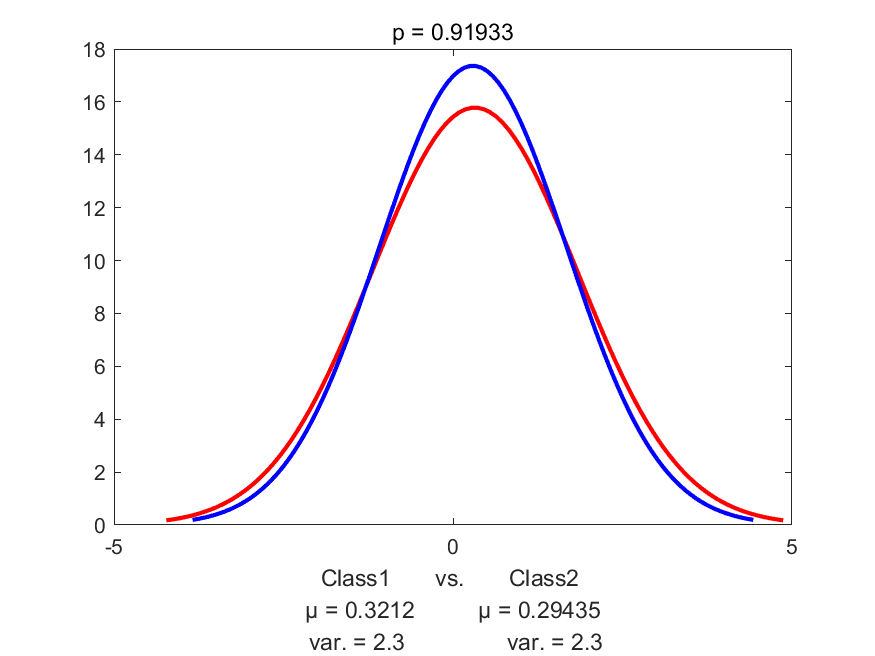 p = 0.91933
18
16
14
12
10
8
6
4
2
0
-5 0 5
Class1 vs. Class2
μ = 0.3212 μ = 0.29435
var. = 2.3 var. = 2.3